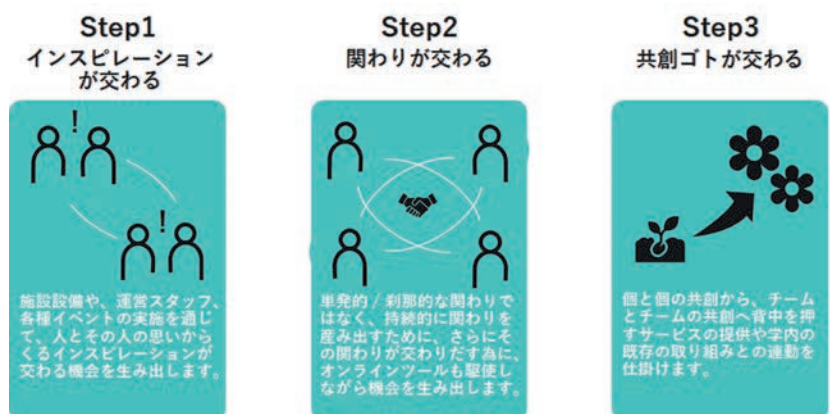 Step1
インスピレーション
が交わる
!
!
施設設備や、運営スタッフ、
各種イベントの実施を通じ
て、人とその人の思いから
くるインスピレーションが
交わる機会を生み出します。
Step2
関わりが交わる
単発的/刹那的な関わりで
はなく、持続的に関わりを
産み出すために、さらにそ
の関わりが交わりだす為に、
オンラインツールも駆使し
ながら機会を生み出します。
Step3
共創ゴトが交わる
個と個の共創から、チーム
とチームの共創へ背中を押
すサービスの提供や学内の
既存の取り組みとの連動を
仕掛けます。